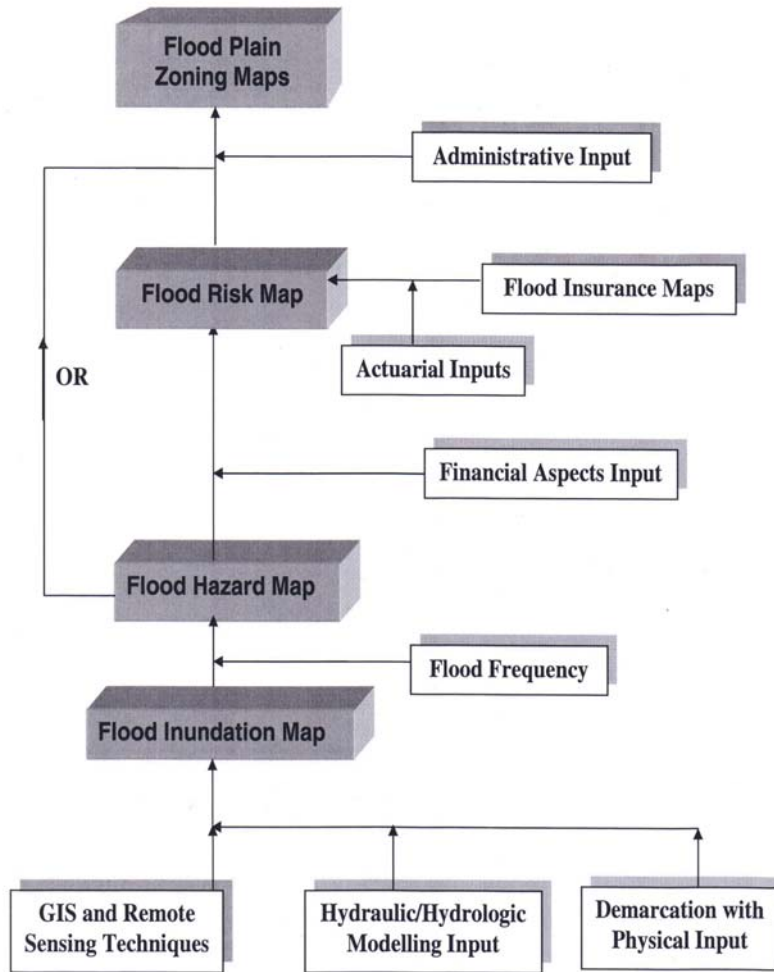 Flood Plain
Zoning Maps
Administrative Input
Flood Risk Map
Flood Insurance Maps
Actuarial Inputs
OR
Financial Aspects Input
Flood Hazard Map
Flood Frequency
Flood Inundation Map
GIS and Remote
Sensing Techniques
Hydraulic/Hydrologic
Modelling Input
Demarcation with
Physical Input